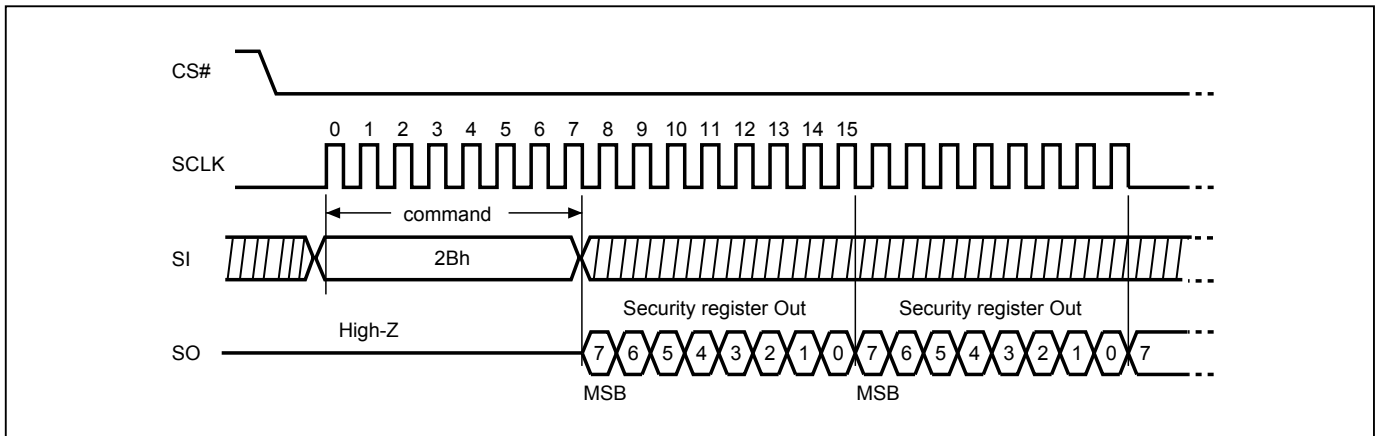 CS#
0 1 2 3 4 5 6 7 8 9 10 11 12 13 14 15
SCLK
command
SI
2Bh
Security register Out Security register Out
High-Z
SO
7 6 5 4 3 2 1 0 7 6 5 4 3 2 1 0 7
MSB MSB